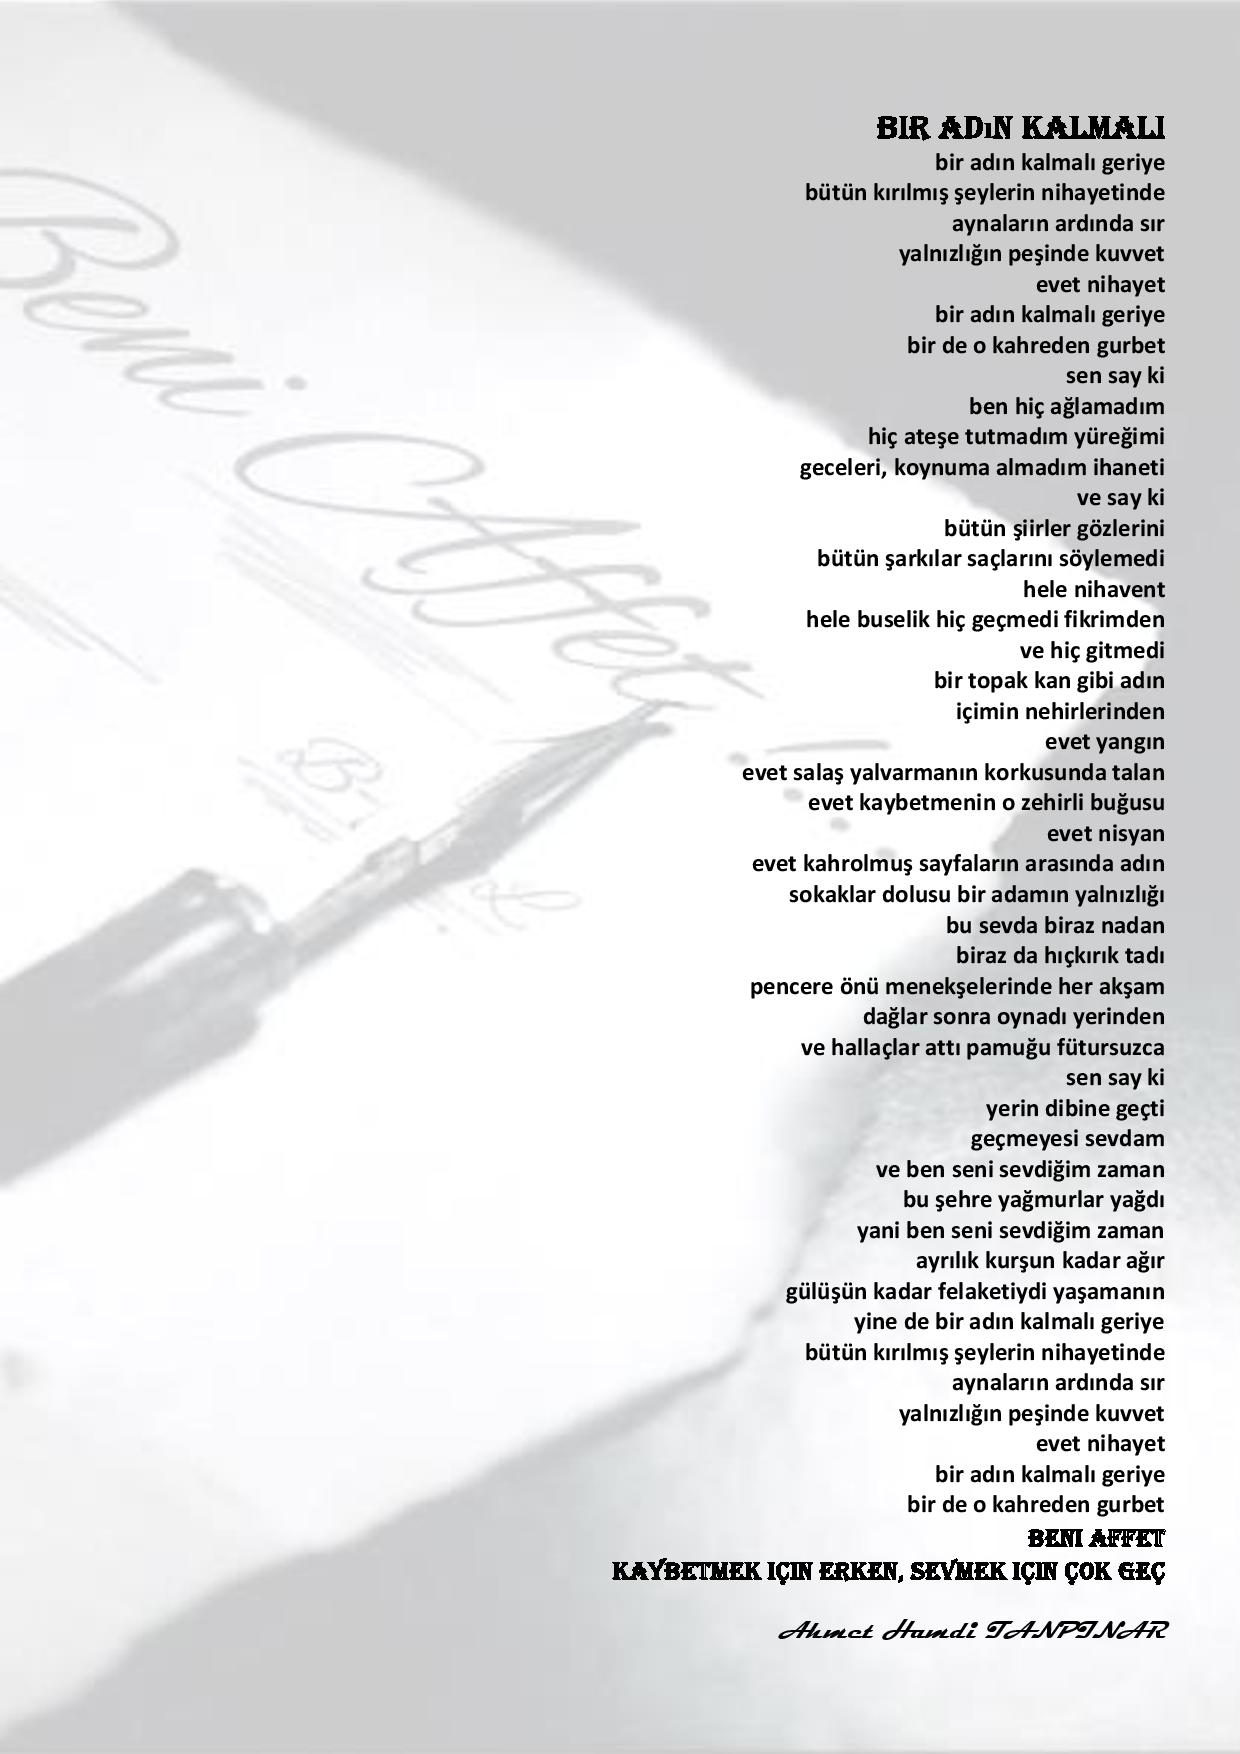 BIR ADıN KALMALI
bir adın kalmalı geriye
bütün kırılmış şeylerin nihayetinde
aynaların ardında sır
yalnızlığın peşinde kuvvet
evet nihayet
bir adın kalmalı geriye
bir de o kahreden gurbet
sen say ki
ben hiç ağlamadım
hiç ateşe tutmadım yüreğimi
geceleri, koynuma almadım ihaneti
ve say ki
bütün şiirler gözlerini
bütün şarkılar saçlarını söylemedi
hele nihavent
hele buselik hiç geçmedi fikrimden
ve hiç gitmedi
bir topak kan gibi adın
içimin nehirlerinden
evet yangın
evet salaş yalvarmanın korkusunda talan
evet kaybetmenin o zehirli buğusu
evet nisyan
evet kahrolmuş sayfaların arasında adın
sokaklar dolusu bir adamın yalnızlığı
bu sevda biraz nadan
biraz da hıçkırık tadı
pencere önü menekşelerinde her akşam
dağlar sonra oynadı yerinden
ve hallaçlar attı pamuğu fütursuzca
sen say ki
yerin dibine geçti
geçmeyesi sevdam
ve ben seni sevdiğim zaman
bu şehre yağmurlar yağdı
yani ben seni sevdiğim zaman
ayrılık kurşun kadar ağır
gülüşün kadar felaketiydi yaşamanın
yine de bir adın kalmalı geriye
bütün kırılmış şeylerin nihayetinde
aynaların ardında sır
yalnızlığın peşinde kuvvet
evet nihayet
bir adın kalmalı geriye
bir de o kahreden gurbet
BENI AFFET
KAYBETMEK IÇIN ERKEN, SEVMEK IÇIN ÇOK GEÇ
Ahmet Hamdi TANPINAR
Beni Affet !...
B-